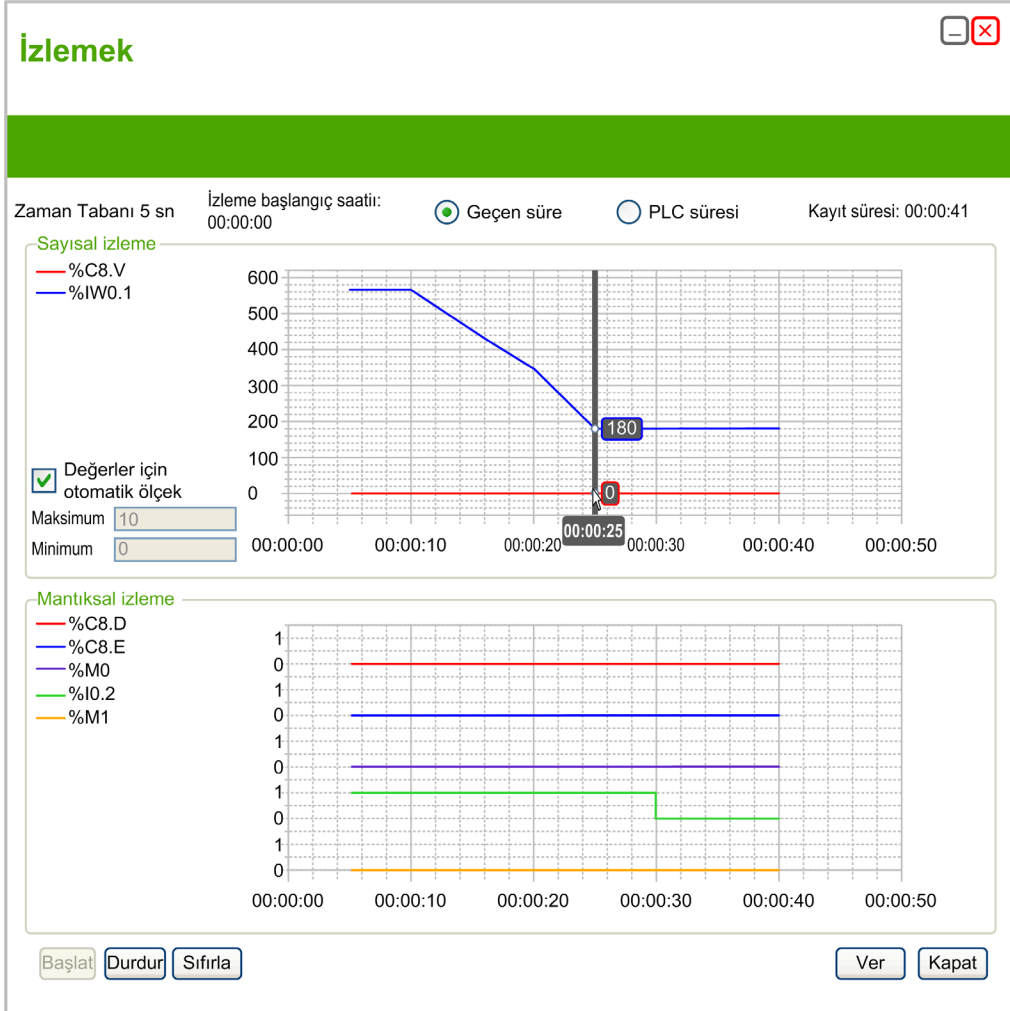 İzlemek
Zaman Tabanı 5 sn
İzleme başlangıç saatiı:
00:00:00
Geçen süre
PLC süresi
Kayıt süresi: 00:00:41
Sayısal izleme
%C8.V
%IW0.1
600
500
400
300
200
100
0
180
0
Değerler için
otomatik ölçek
Maksimum 10
Minimum 0
00:00:25
00:00:00 00:00:10 00:00:20 00:00:30 00:00:40 00:00:50
Mantıksal izleme
%C8.D
%C8.E
%M0
%I0.2
%M1
1
0
1
0
1
0
1
0
1
0
00:00:00 00:00:10 00:00:20 00:00:30 00:00:40 00:00:50
Başlat Durdur Sıfırla Ver Kapat